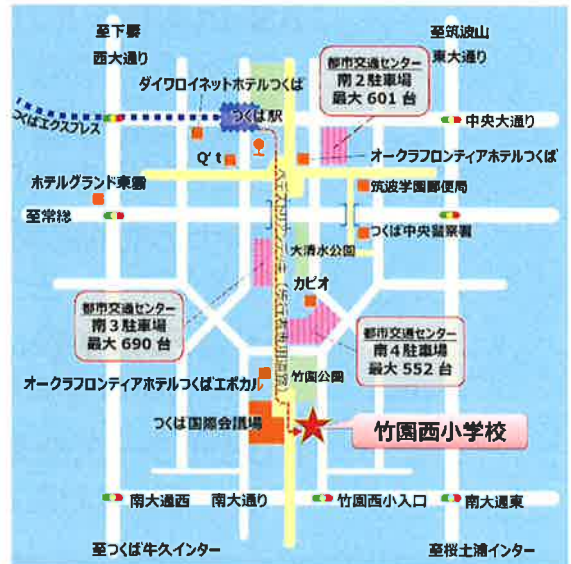 至下妻
至筑波山
西大通り
東大通り
ダイワロイネットホテルつくば
都市交通センター
南２駐車場
最大 601 台
つくばエクスプレス
つくば駅
中央大通り
Q't
オークラフロンティアホテルつくば
ホテルグランド東雲
筑波学園郵便局
至常総
つくば中央警察署
大清水公園
カピオ
都市交通センター
南３駐車場
最大 690 台
都市交通センター
南４駐車場
最大 552 台
オークラフロンティアホテルつくばエポカル
竹園公園
つくば国際会議場
竹園西小学校
南大通西
南大通り
竹園西小入口
南大通東
至つくば牛久インター
至桜土浦インター